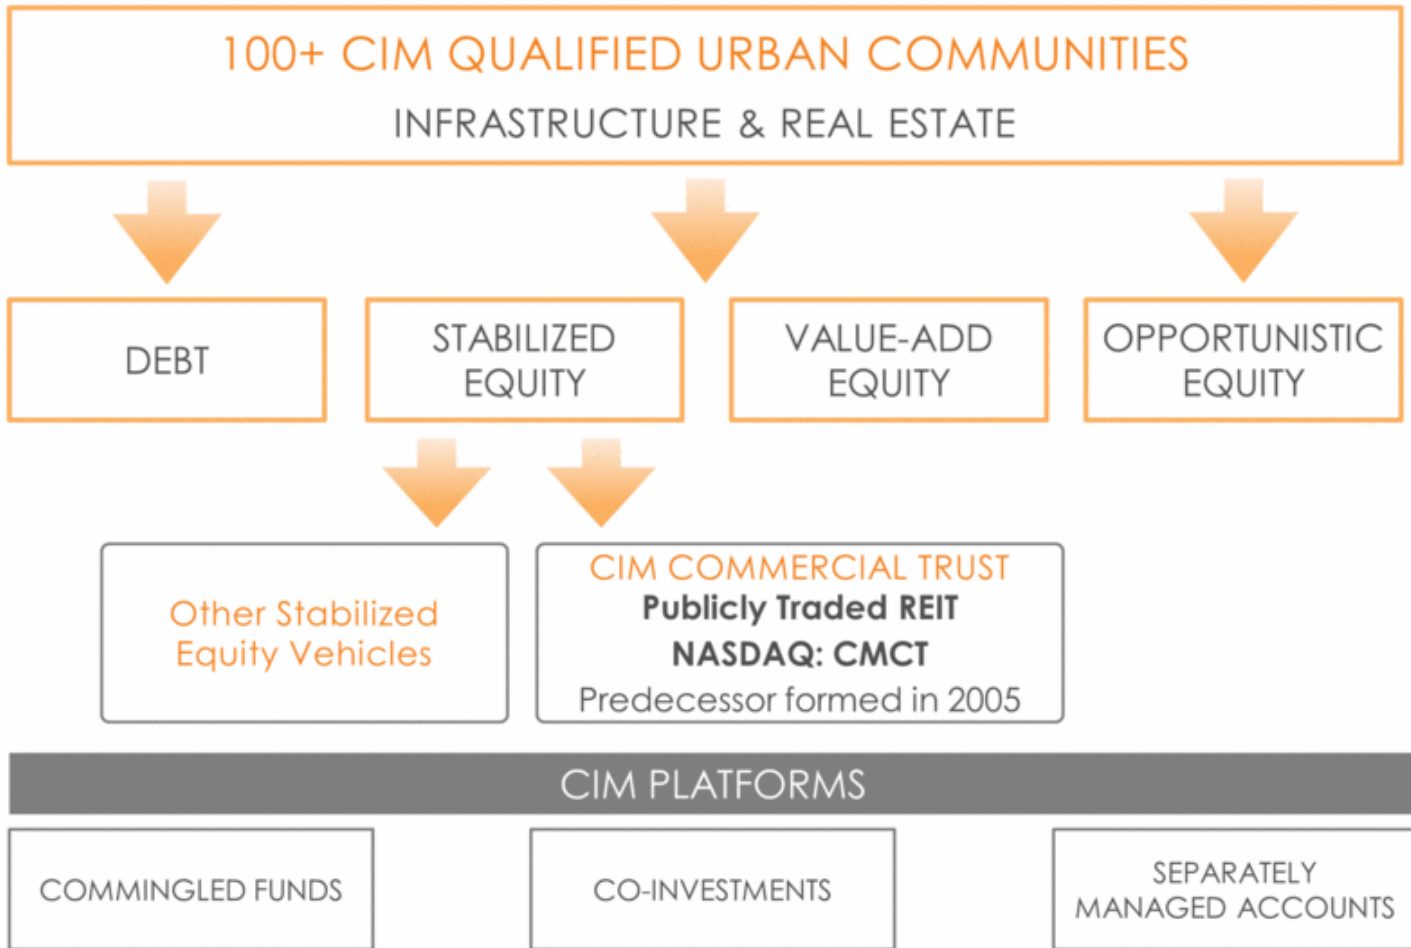 100+ CIM QUALIFIED URBAN COMMUNITIES
INFRASTRUCTURE & REAL ESTATE
DEBT
STABILIZED
EQUITY
VALUE-ADD
EQUITY
OPPORTUNISTIC
EQUITY
Other Stabilized
Equity Vehicles
CIM COMMERCIAL TRUST
Publicly Traded REIT
NASDAQ: CMCT
Predecessor formed in 2005
CIM PLATFORMS
COMMINGLED FUNDS
CO-INVESTMENTS
SEPARATELY
MANAGED ACCOUNTS